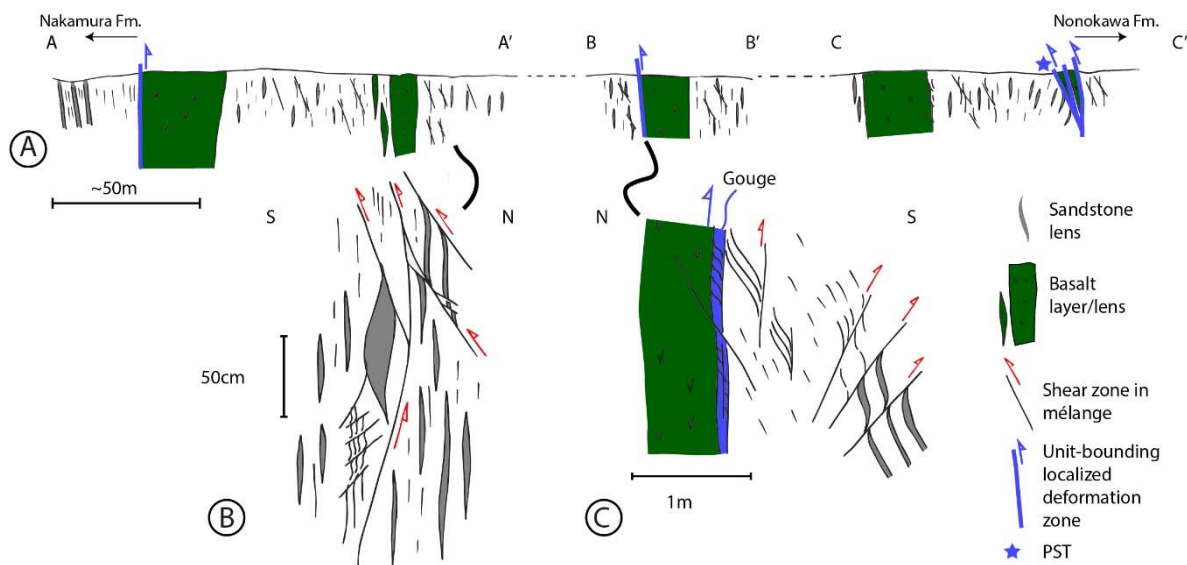 Nakamura Fm.
Nonokawa Fm.
A
A'
B
B'
C
C'
A
~50m
S
N
N
Gouge
S
50cm
1m
B
C
Sandstone
lens
Basalt
layer/lens
Shear zone in
mélange
Unit-bounding
localized
deformation
zone
PST